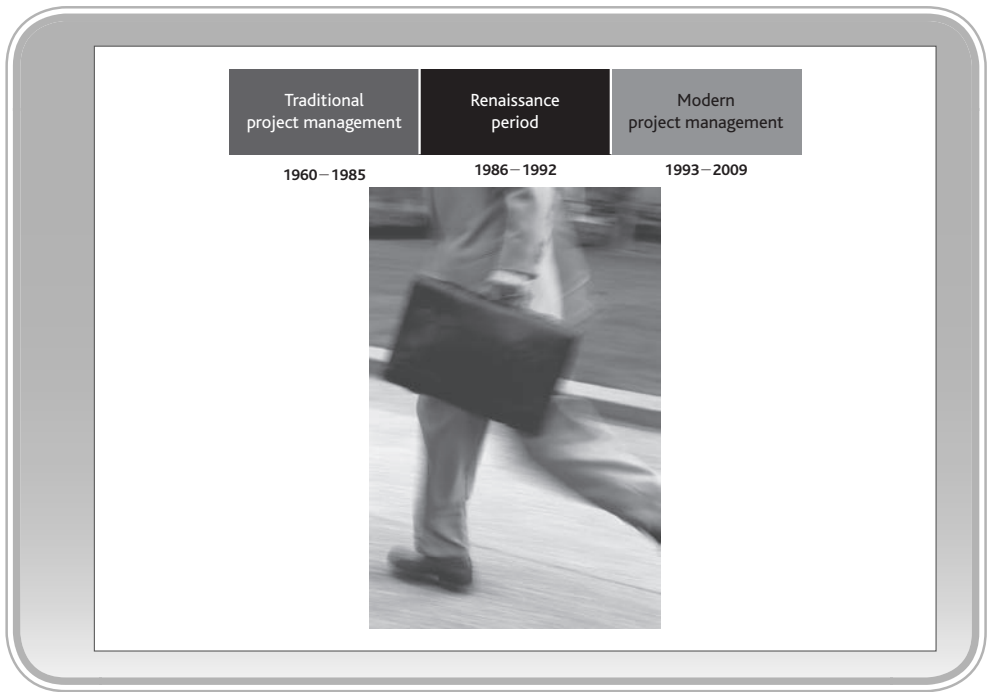 Traditional
project management
Renaissance
period
Modern
project management
1960–1985
1986–1992
1993–2009